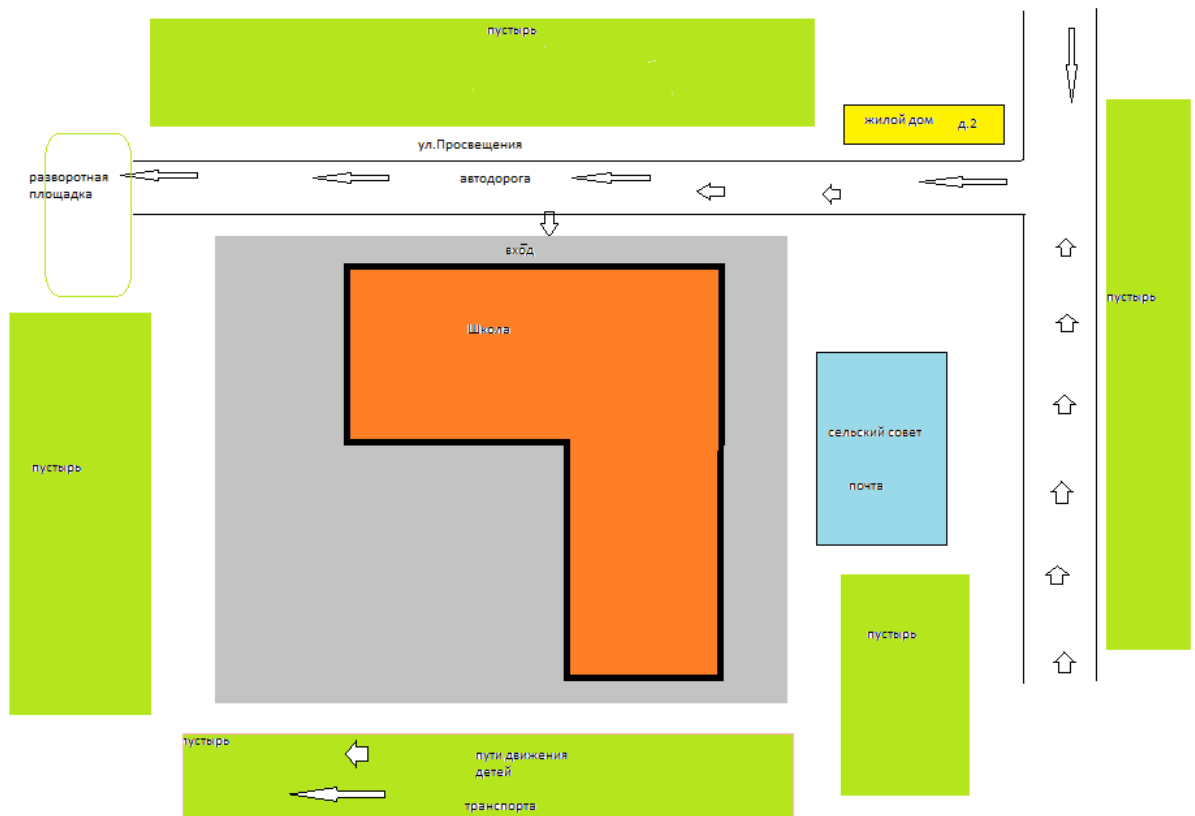 пустырь
жилой дом д.2
ул.Просвещения
разворотная
площадка
автодорога
вход
пустырь
Школа
сельский совет
почта
пустырь
пустырь
пустырь
пути движения
детей
транспорта